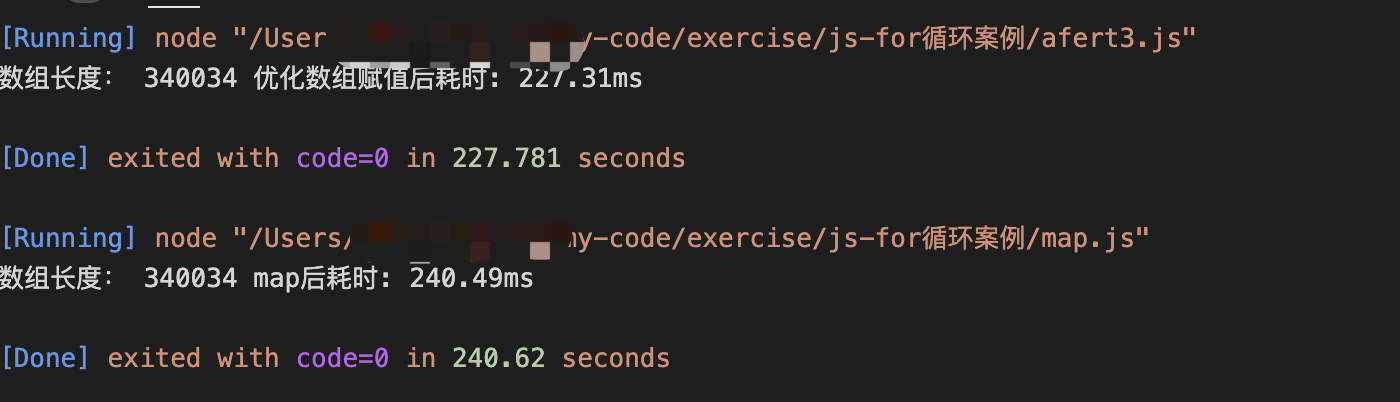 [Running] node "/User y-code/exercise/js-for循环案例/afert3.js"
数组长度: 340034 优化数组赋值后耗时: 227.31ms
[Done] exited with code=0 in 227.781 seconds
[Running] node "/Users/ my-code/exercise/js-for循环案例/map.js"
数组长度: 340034 map后耗时: 240.49ms
[Done] exited with code=0 in 240.62 seconds